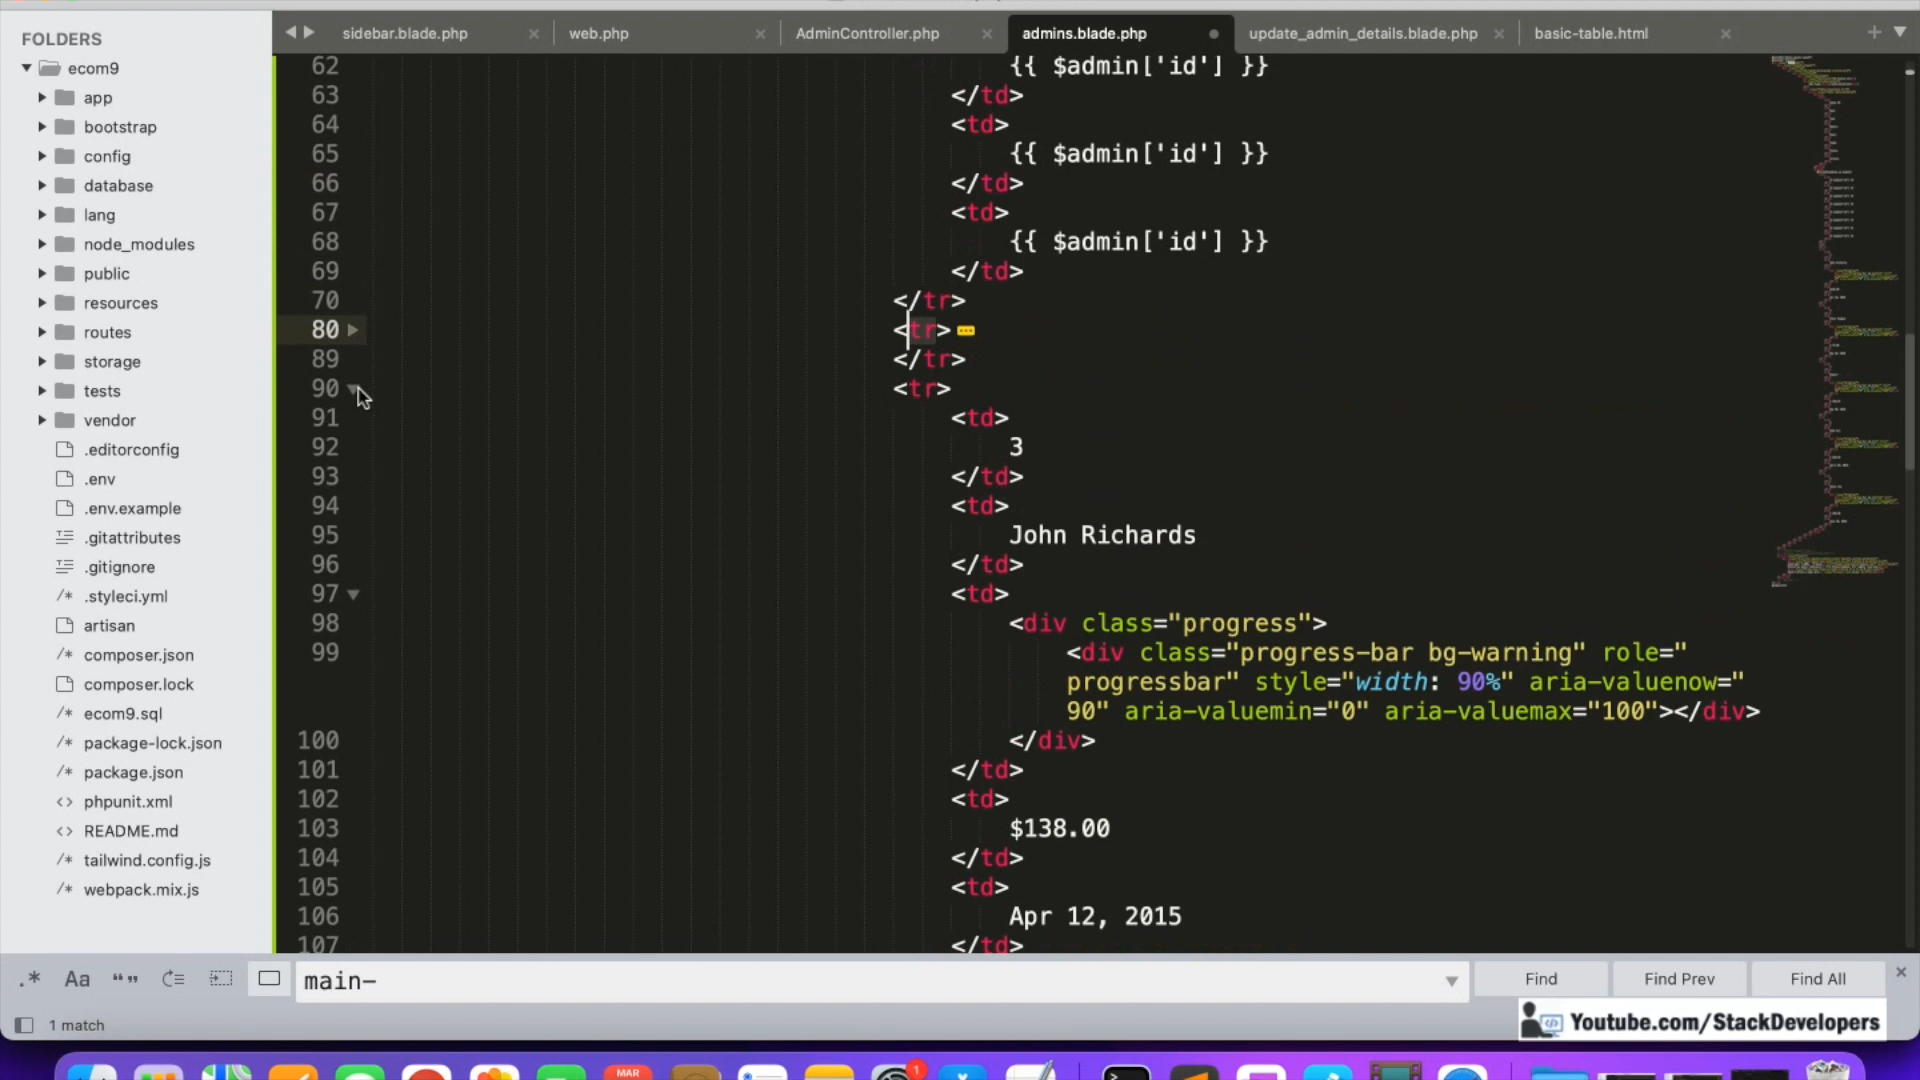 FOLDERS
ecom9
app
bootstrap
config
database
lang
node_modules
public
resources
routes
storage
tests
vendor
.editorconfig
.env
.env.example
.gitattributes
.gitignore
.styleci.yml
artisan
composer.json
composer.lock
ecom9.sql
package-lock.json
package.json
phpunit.xml
README.md
tailwind.config.js
webpack.mix.js
sidebar.blade.php
web.php
AdminController.php
admins.blade.php
update_admin_details.blade.php
basic-table.html
62 {{ $admin['id'] }}
63 </td>
64 <td>
65 {{ $admin['id'] }}
66 </td>
67 <td>
68 {{ $admin['id'] }}
69 </td>
70 </tr>
80 <tr>
89 </tr>
90 <tr>
91 <td>
92 3
93 </td>
94 <td>
95 John Richards
96 </td>
97 <td>
98 <div class="progress">
99 <div class="progress-bar bg-warning" role="
progressbar" style="width: 90%" aria-valuenow="
90" aria-valuemin="0" aria-valuemax="100"></div>
100 </div>
101 </td>
102 <td>
103 $138.00
104 </td>
105 <td>
106 Apr 12, 2015
107 </td>
.* Aa “” main- Find Find Prev Find All
1 match
Youtube.com/StackDevelopers
MAR
1